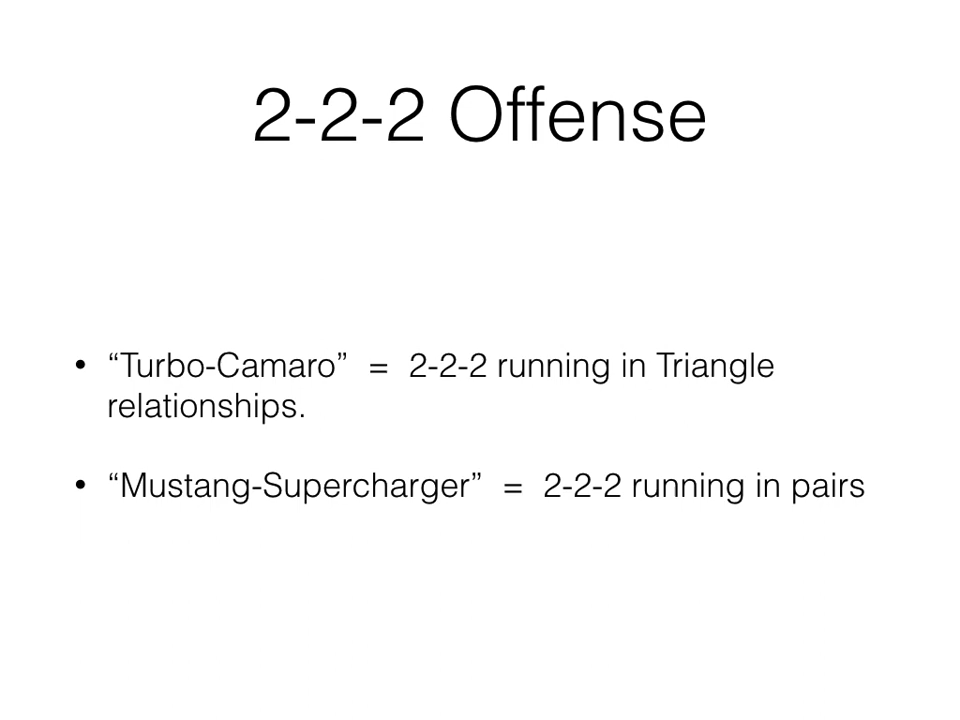 2-2-2 Offense
• “Turbo-Camaro”  =  2-2-2 running in Triangle
relationships.
• “Mustang-Supercharger”  =  2-2-2 running in pairs